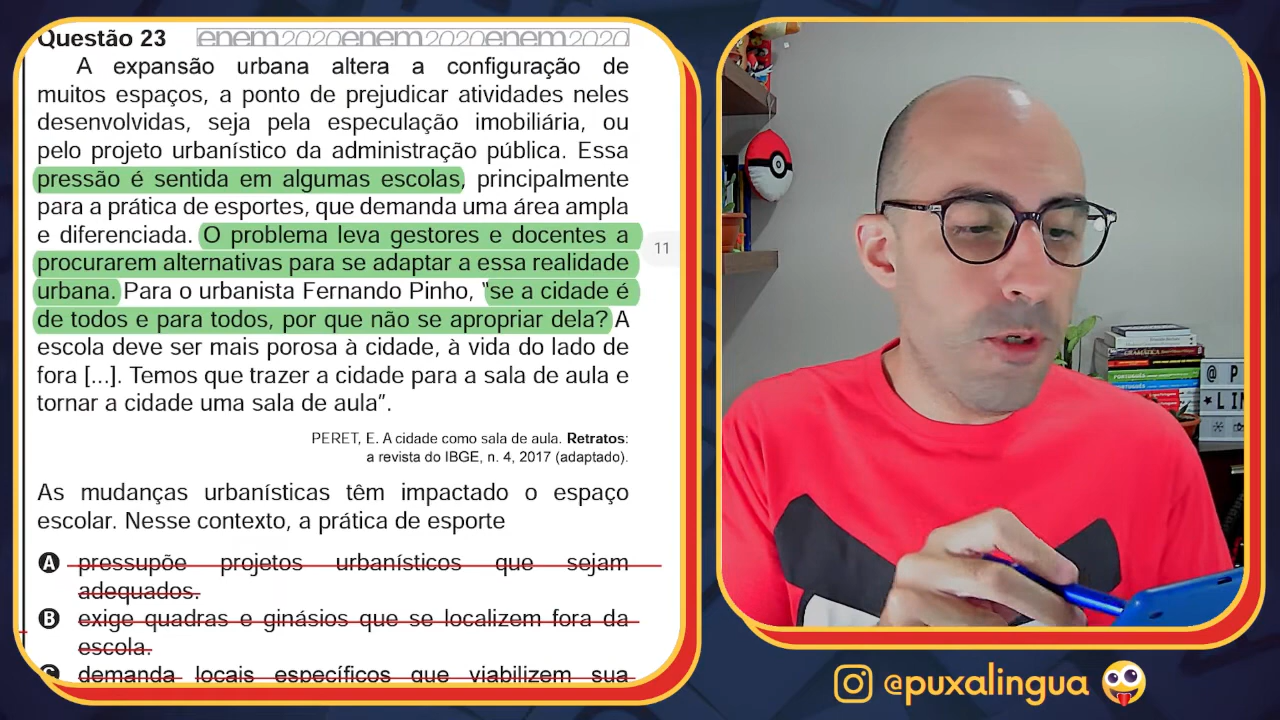 Questão 23 enem2020enem2020enem2020
A expansão urbana altera a configuração de
muitos espaços, a ponto de prejudicar atividades neles
desenvolvidas, seja pela especulação imobiliária, ou
pelo projeto urbanístico da administração pública. Essa
pressão é sentida em algumas escolas, principalmente
para a prática de esportes, que demanda uma área ampla
e diferenciada. O problema leva gestores e docentes a
procurarem alternativas para se adaptar a essa realidade
urbana. Para o urbanista Fernando Pinho, “se a cidade é
de todos e para todos, por que não se apropriar dela? A
escola deve ser mais porosa à cidade, à vida do lado de
fora [...]. Temos que trazer a cidade para a sala de aula e
tornar a cidade uma sala de aula”.
PERET, E. A cidade como sala de aula. Retratos:
a revista do IBGE, n. 4, 2017 (adaptado).
As mudanças urbanísticas têm impactado o espaço
escolar. Nesse contexto, a prática de esporte
A pressupõe projetos urbanísticos que sejam
adequados.
B exige quadras e ginásios que se localizem fora da
escola.
C demanda locais específicos que viabilizem sua
11
GRAMÁTICA
PORTUGUÊS
@ P
★ LIN
@puxalingua